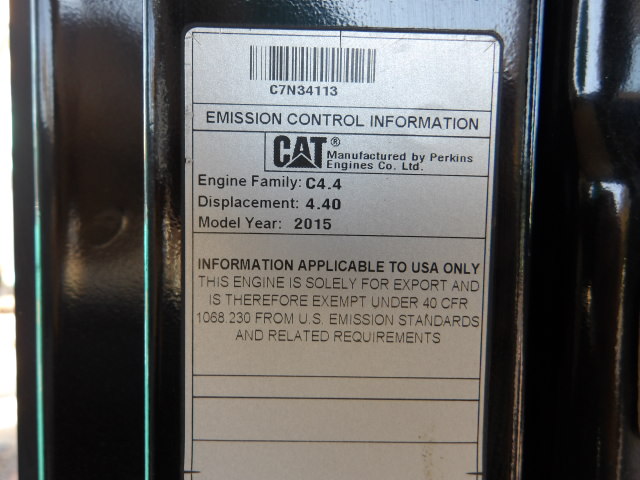 C7N34113
EMISSION CONTROL INFORMATION
CAT® Manufactured by Perkins
Engines Co. Ltd.
Engine Family: C4.4
Displacement: 4.40
Model Year: 2015
INFORMATION APPLICABLE TO USA ONLY
THIS ENGINE IS SOLELY FOR EXPORT AND
IS THEREFORE EXEMPT UNDER 40 CFR
1068.230 FROM U.S. EMISSION STANDARDS
AND RELATED REQUIREMENTS